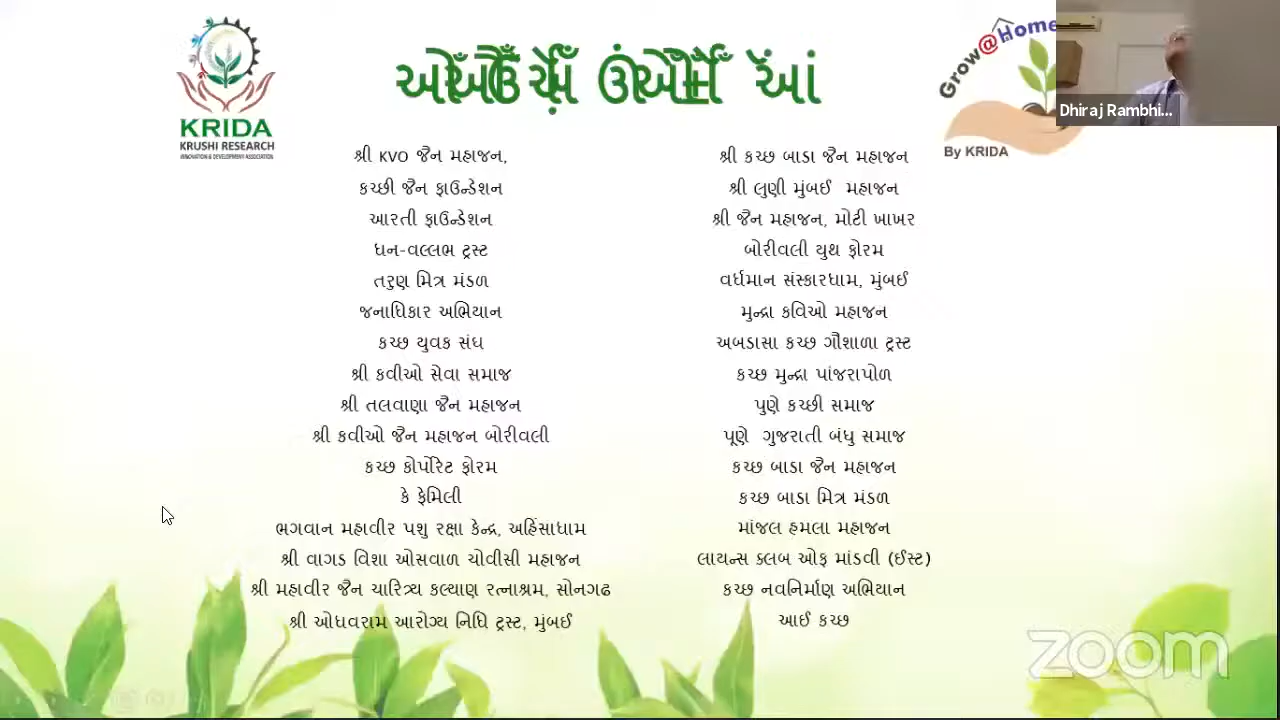 KRIDA
KRUSHI RESEARCH
INNOVATION & DEVELOPMENT ASSOCIATION
Grow@Home
By KRIDA
Dhiraj Rambhi...
શ્રી KVO જૈન મહાજન,
કચ્છી જૈન ફાઉન્ડેશન
આરતી ફાઉન્ડેશન
ધન-વલ્લભ ટ્રસ્ટ
તરુણ મિત્ર મંડળ
જનાધિકાર અભિયાન
કચ્છ યુવક સંઘ
શ્રી કવીઓ સેવા સમાજ
શ્રી તલવાણા જૈન મહાજન
શ્રી કવીઓ જૈન મહાજન બોરીવલી
કચ્છ કોર્પોરેટ ફોરમ
કે ફેમિલી
ભગવાન મહાવીર પશુ રક્ષા કેન્દ્ર, અહિંસાધામ
શ્રી વાગડ વિશા ઓસવાળ ચોવીસી મહાજન
શ્રી મહાવીર જૈન ચારિત્ર્ય કલ્યાણ રત્નાશ્રમ, સોનગઢ
શ્રી ઓધવરામ આરોગ્ય નિધિ ટ્રસ્ટ, મુંબઈ
શ્રી કચ્છ બાડા જૈન મહાજન
શ્રી લુણી મુંબઈ મહાજન
શ્રી જૈન મહાજન, મોટી ખાખર
બોરીવલી યુથ ફોરમ
વર્ધમાન સંસ્કારધામ, મુંબઈ
મુન્દ્રા કવિઓ મહાજન
અબડાસા કચ્છ ગૌશાળા ટ્રસ્ટ
કચ્છ મુન્દ્રા પાંજરાપોળ
પુણે કચ્છી સમાજ
પૂણે ગુજરાતી બંધુ સમાજ
કચ્છ બાડા જૈન મહાજન
કચ્છ બાડા મિત્ર મંડળ
માંજલ હમલા મહાજન
લાયન્સ ક્લબ ઓફ માંડવી (ઈસ્ટ)
કચ્છ નવનિર્માણ અભિયાન
આઈ કચ્છ
zoom